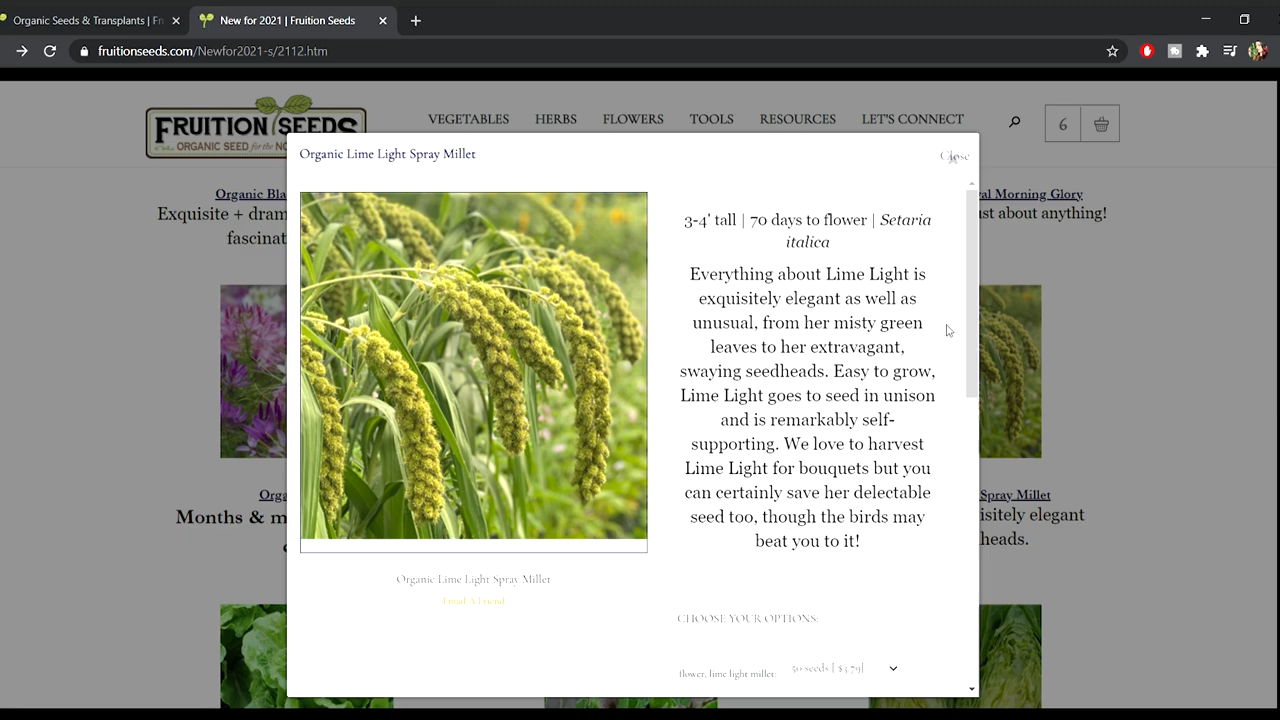 Organic Seeds & Transplants | Fr
New for 2021 | Fruition Seeds
fruitionseeds.com/Newfor2021-s/2112.htm
FRUITION SEEDS
ORGANIC SEED for the NO
VEGETABLES HERBS FLOWERS TOOLS RESOURCES LET'S CONNECT
6
Organic Lime Light Spray Millet
Close
Organic Bla
Exquisite + dram
fascinat
al Morning Glory
ust about anything!
3-4' tall | 70 days to flower | Setaria
italica
Everything about Lime Light is
exquisitely elegant as well as
unusual, from her misty green
leaves to her extravagant,
swaying seedheads. Easy to grow,
Lime Light goes to seed in unison
and is remarkably self-
supporting. We love to harvest
Lime Light for bouquets but you
can certainly save her delectable
seed too, though the birds may
beat you to it!
Orga
Months & m
Spray Millet
isitely elegant
heads.
Organic Lime Light Spray Millet
Email A Friend
CHOOSE YOUR OPTIONS:
flower, lime light millet: 50 seeds [ $3.79]